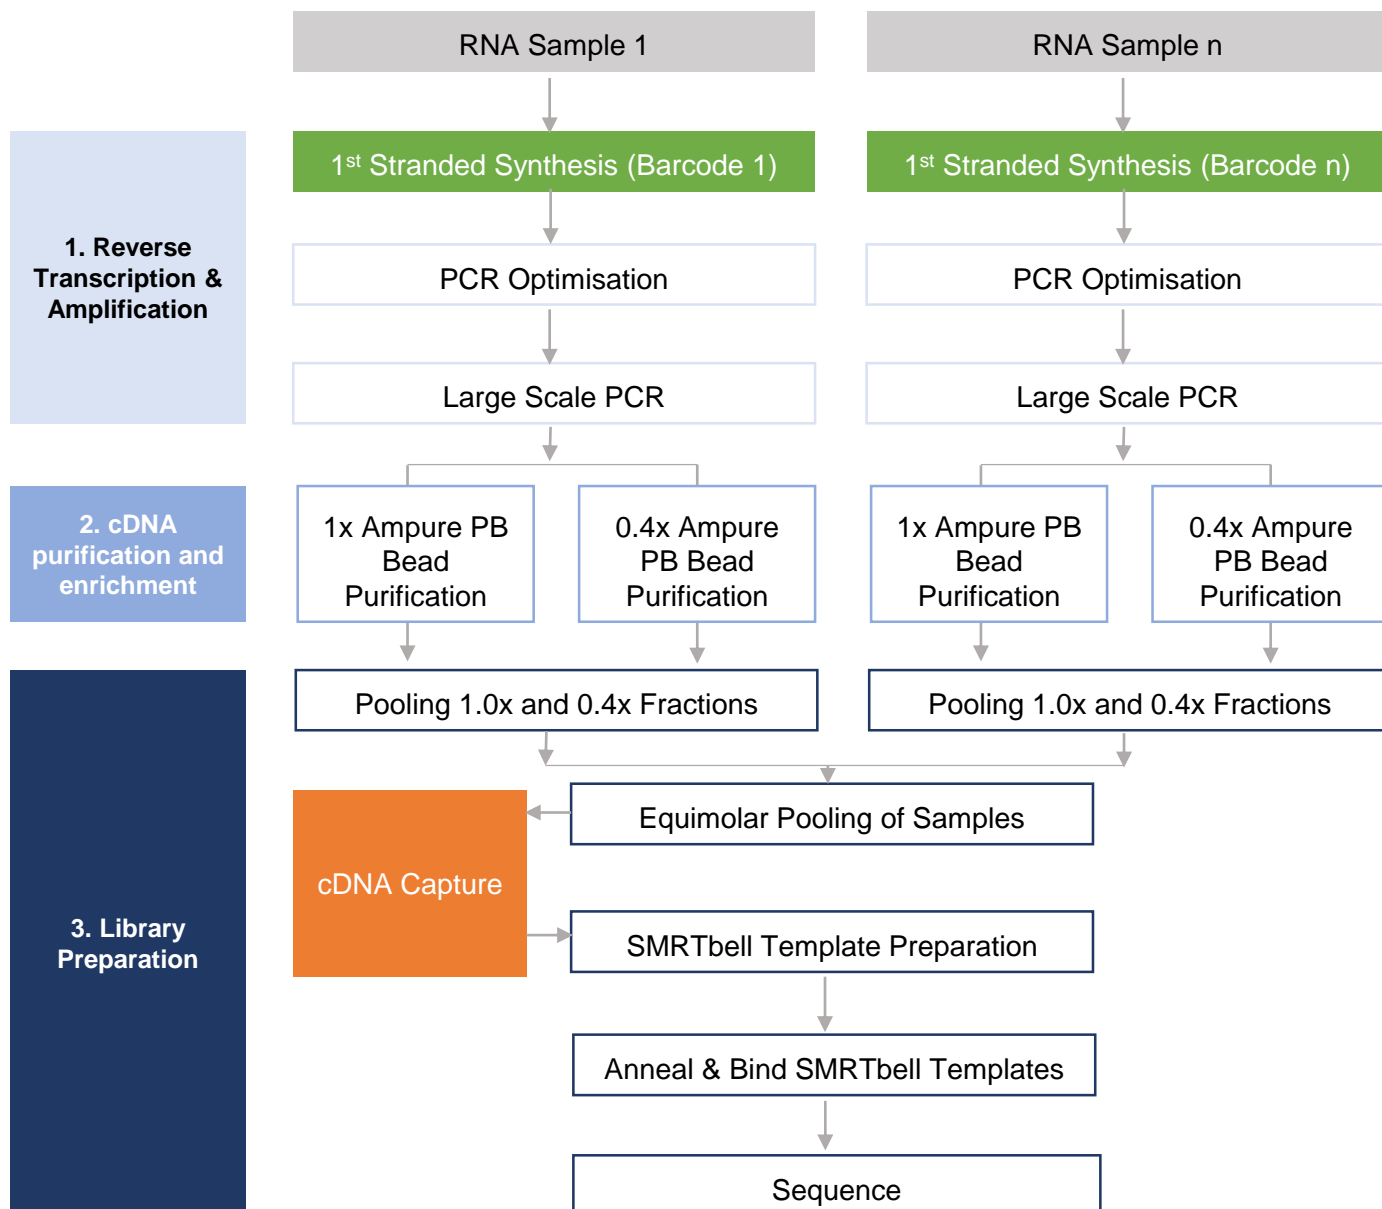 RNA Sample 1
RNA Sample n
1st Stranded Synthesis (Barcode 1)
1st Stranded Synthesis (Barcode n)
1. Reverse
Transcription &
Amplification
PCR Optimisation
PCR Optimisation
Large Scale PCR
Large Scale PCR
2. cDNA
purification and
enrichment
1x Ampure PB
Bead
Purification
0.4x Ampure
PB Bead
Purification
1x Ampure PB
Bead
Purification
0.4x Ampure
PB Bead
Purification
3. Library
Preparation
Pooling 1.0x and 0.4x Fractions
Pooling 1.0x and 0.4x Fractions
Equimolar Pooling of Samples
cDNA Capture
SMRTbell Template Preparation
Anneal & Bind SMRTbell Templates
Sequence